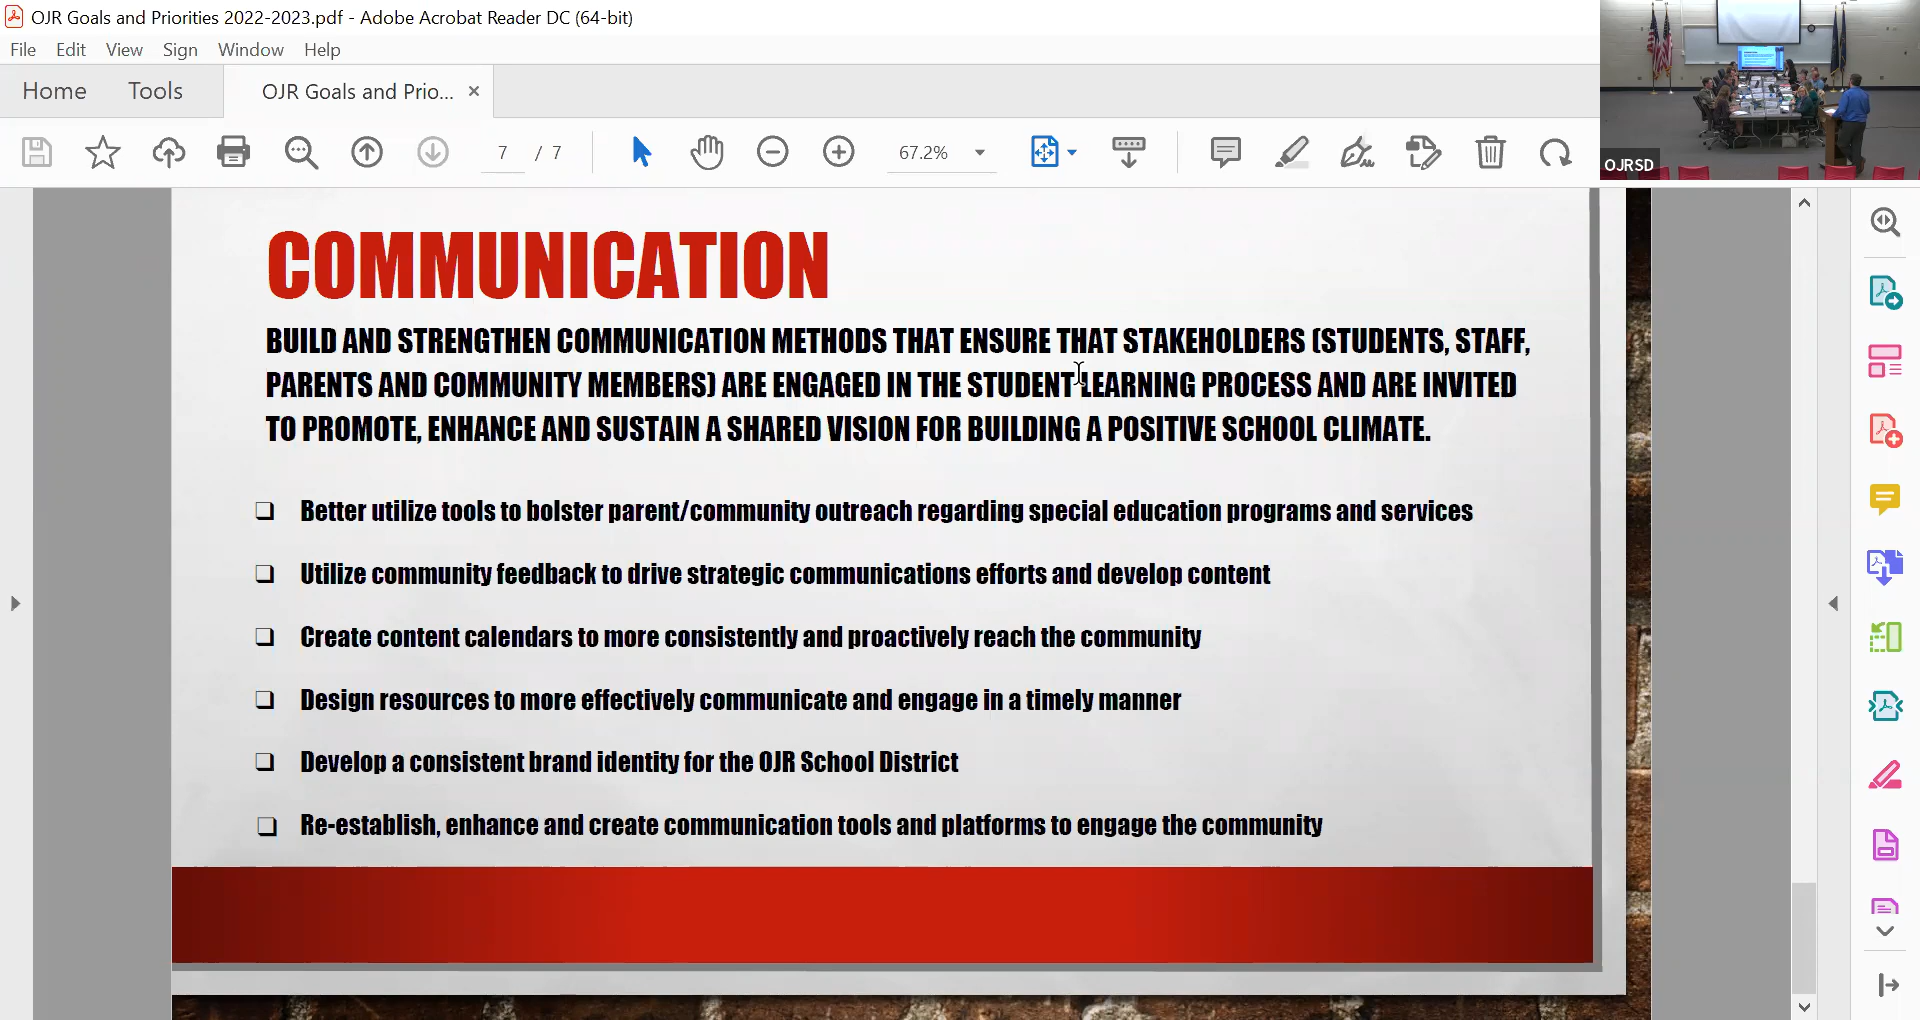 OJR Goals and Priorities 2022-2023.pdf - Adobe Acrobat Reader DC (64-bit)
File Edit View Sign Window Help
Home Tools OJR Goals and Prio... ×
7 / 7 67.2%
OJRSD
COMMUNICATION
BUILD AND STRENGTHEN COMMUNICATION METHODS THAT ENSURE THAT STAKEHOLDERS (STUDENTS, STAFF,
PARENTS AND COMMUNITY MEMBERS) ARE ENGAGED IN THE STUDENT LEARNING PROCESS AND ARE INVITED
TO PROMOTE, ENHANCE AND SUSTAIN A SHARED VISION FOR BUILDING A POSITIVE SCHOOL CLIMATE.
❑ Better utilize tools to bolster parent/community outreach regarding special education programs and services
❑ Utilize community feedback to drive strategic communications efforts and develop content
❑ Create content calendars to more consistently and proactively reach the community
❑ Design resources to more effectively communicate and engage in a timely manner
❑ Develop a consistent brand identity for the OJR School District
❑ Re-establish, enhance and create communication tools and platforms to engage the community